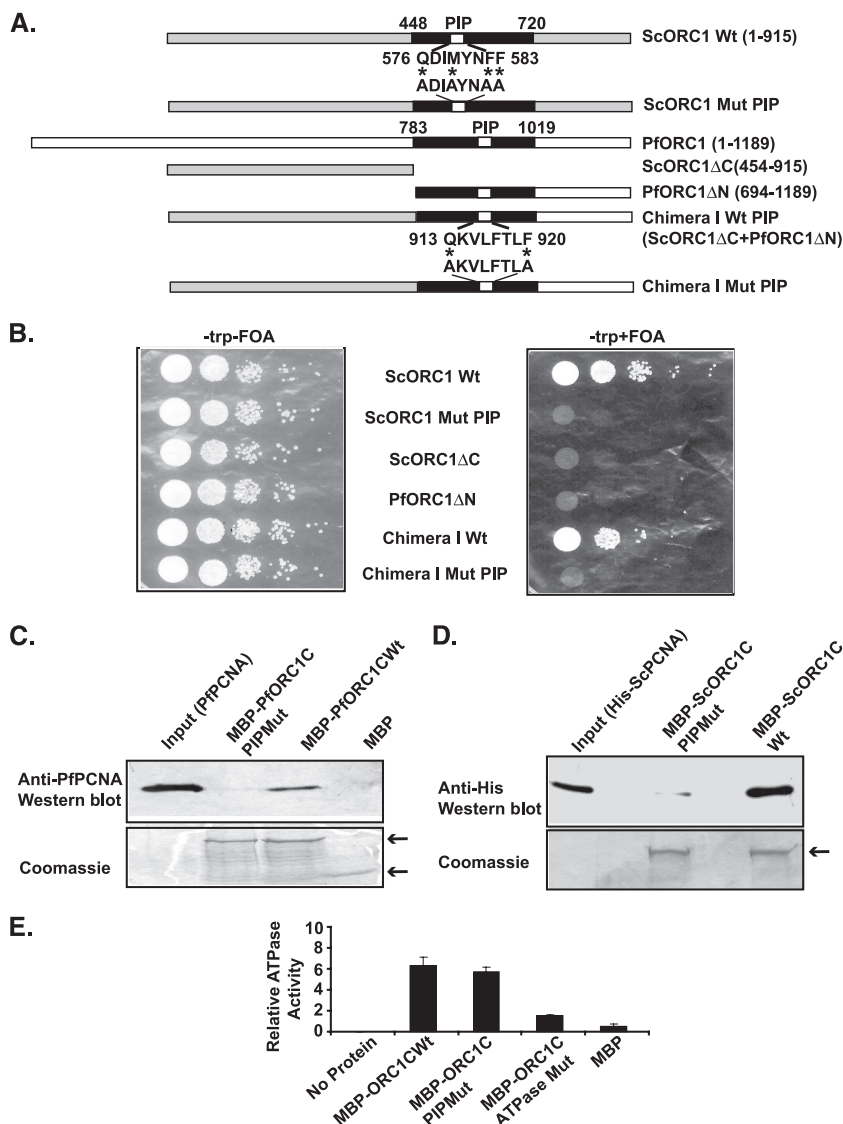 A.
448 PIP 720
ScORC1 Wt (1-915)
576 QDIMYNFF 583
* * **
ADIAYNAA
ScORC1 Mut PIP
783 PIP 1019
PfORC1 (1-1189)
ScORC1ΔC(454-915)
PfORC1ΔN (694-1189)
Chimera I Wt PIP
(ScORC1ΔC+PfORC1ΔN)
913 QKVLFTLF 920
* *
AKVLFTLA
Chimera I Mut PIP
B.
-trp-FOA
-trp+FOA
ScORC1 Wt
ScORC1 Mut PIP
ScORC1ΔC
PfORC1ΔN
Chimera I Wt
Chimera I Mut PIP
C.
Input (PfPCNA)
MBP-PfORC1C
PIPMut
MBP-PfORC1CWt
MBP
Anti-PfPCNA
Western blot
Coomassie
D.
Input (His-ScPCNA)
MBP-ScORC1C
PIPMut
MBP-ScORC1C
Wt
Anti-His
Western blot
Coomassie
E.
Relative ATPase
Activity
10
8
6
4
2
0
No Protein
MBP-ORC1CWt
MBP-ORC1C
PIPMut
MBP-ORC1C
ATPase Mut
MBP